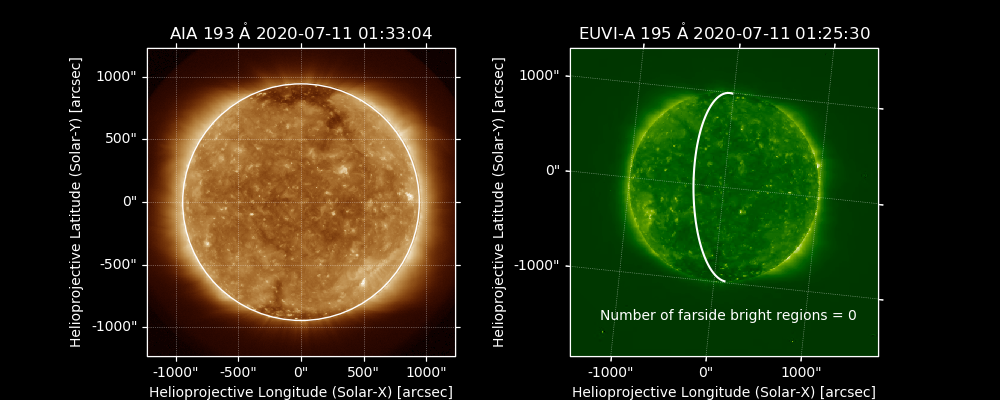 AIA 193 Å 2020-07-11 01:33:04
EUVI-A 195 Å 2020-07-11 01:25:30
Helioprojective Latitude (Solar-Y) [arcsec]
1000"
500"
0"
-500"
-1000"
-1000"
-500"
0"
500"
1000"
Helioprojective Longitude (Solar-X) [arcsec]
Helioprojective Latitude (Solar-Y) [arcsec]
1000"
0"
-1000"
Number of farside bright regions = 0
-1000"
0"
1000"
Helioprojective Longitude (Solar-X) [arcsec]